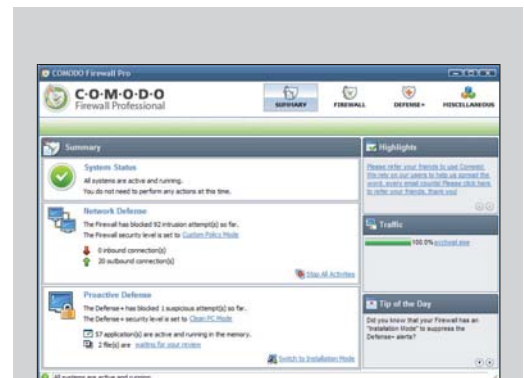 COMODO Firewall Pro
C·O·M·O·D·O
Firewall Professional
SUMMARY
FIREWALL
DEFENSE+
MISCELLANEOUS
Summary
System Status
All systems are active and running.
You do not need to perform any actions at this time.
Network Defense
The Firewall has blocked 92 intrusion attempt(s) so far.
The Firewall security level is set to Custom Policy Mode
0 inbound connection(s)
20 outbound connection(s)
Stop All Activities
Proactive Defense
The Defense+ has blocked 1 suspicious attempt(s) so far.
The Defense+ security level is set to Clean PC Mode
57 application(s) are active and running in the memory.
2 file(s) are waiting for your review
Switch to Installation Mode
Highlights
Please refer your friends to use Comodo.
We rely on our users to help us spread the
word, every email counts! Please click here
to refer your friends, thank you!
Traffic
100.0%
Tip of the Day
Did you know that your Firewall has an
"Installation Mode" to suppress the
Defense+ alerts?
All systems are active and running